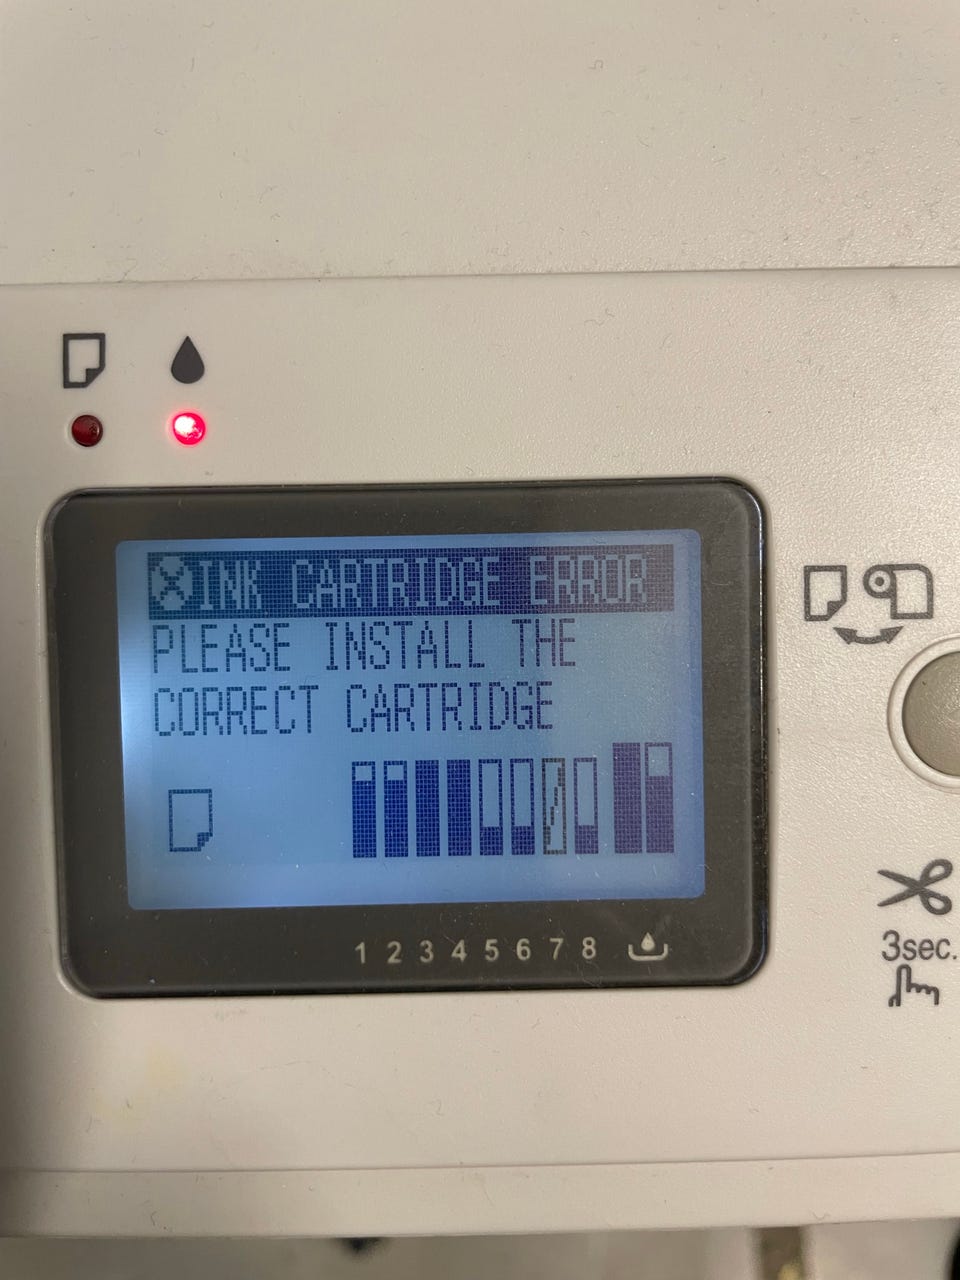 INK CARTRIDGE ERROR
PLEASE INSTALL THE
CORRECT CARTRIDGE
1 2 3 4 5 6 7 8
3sec.